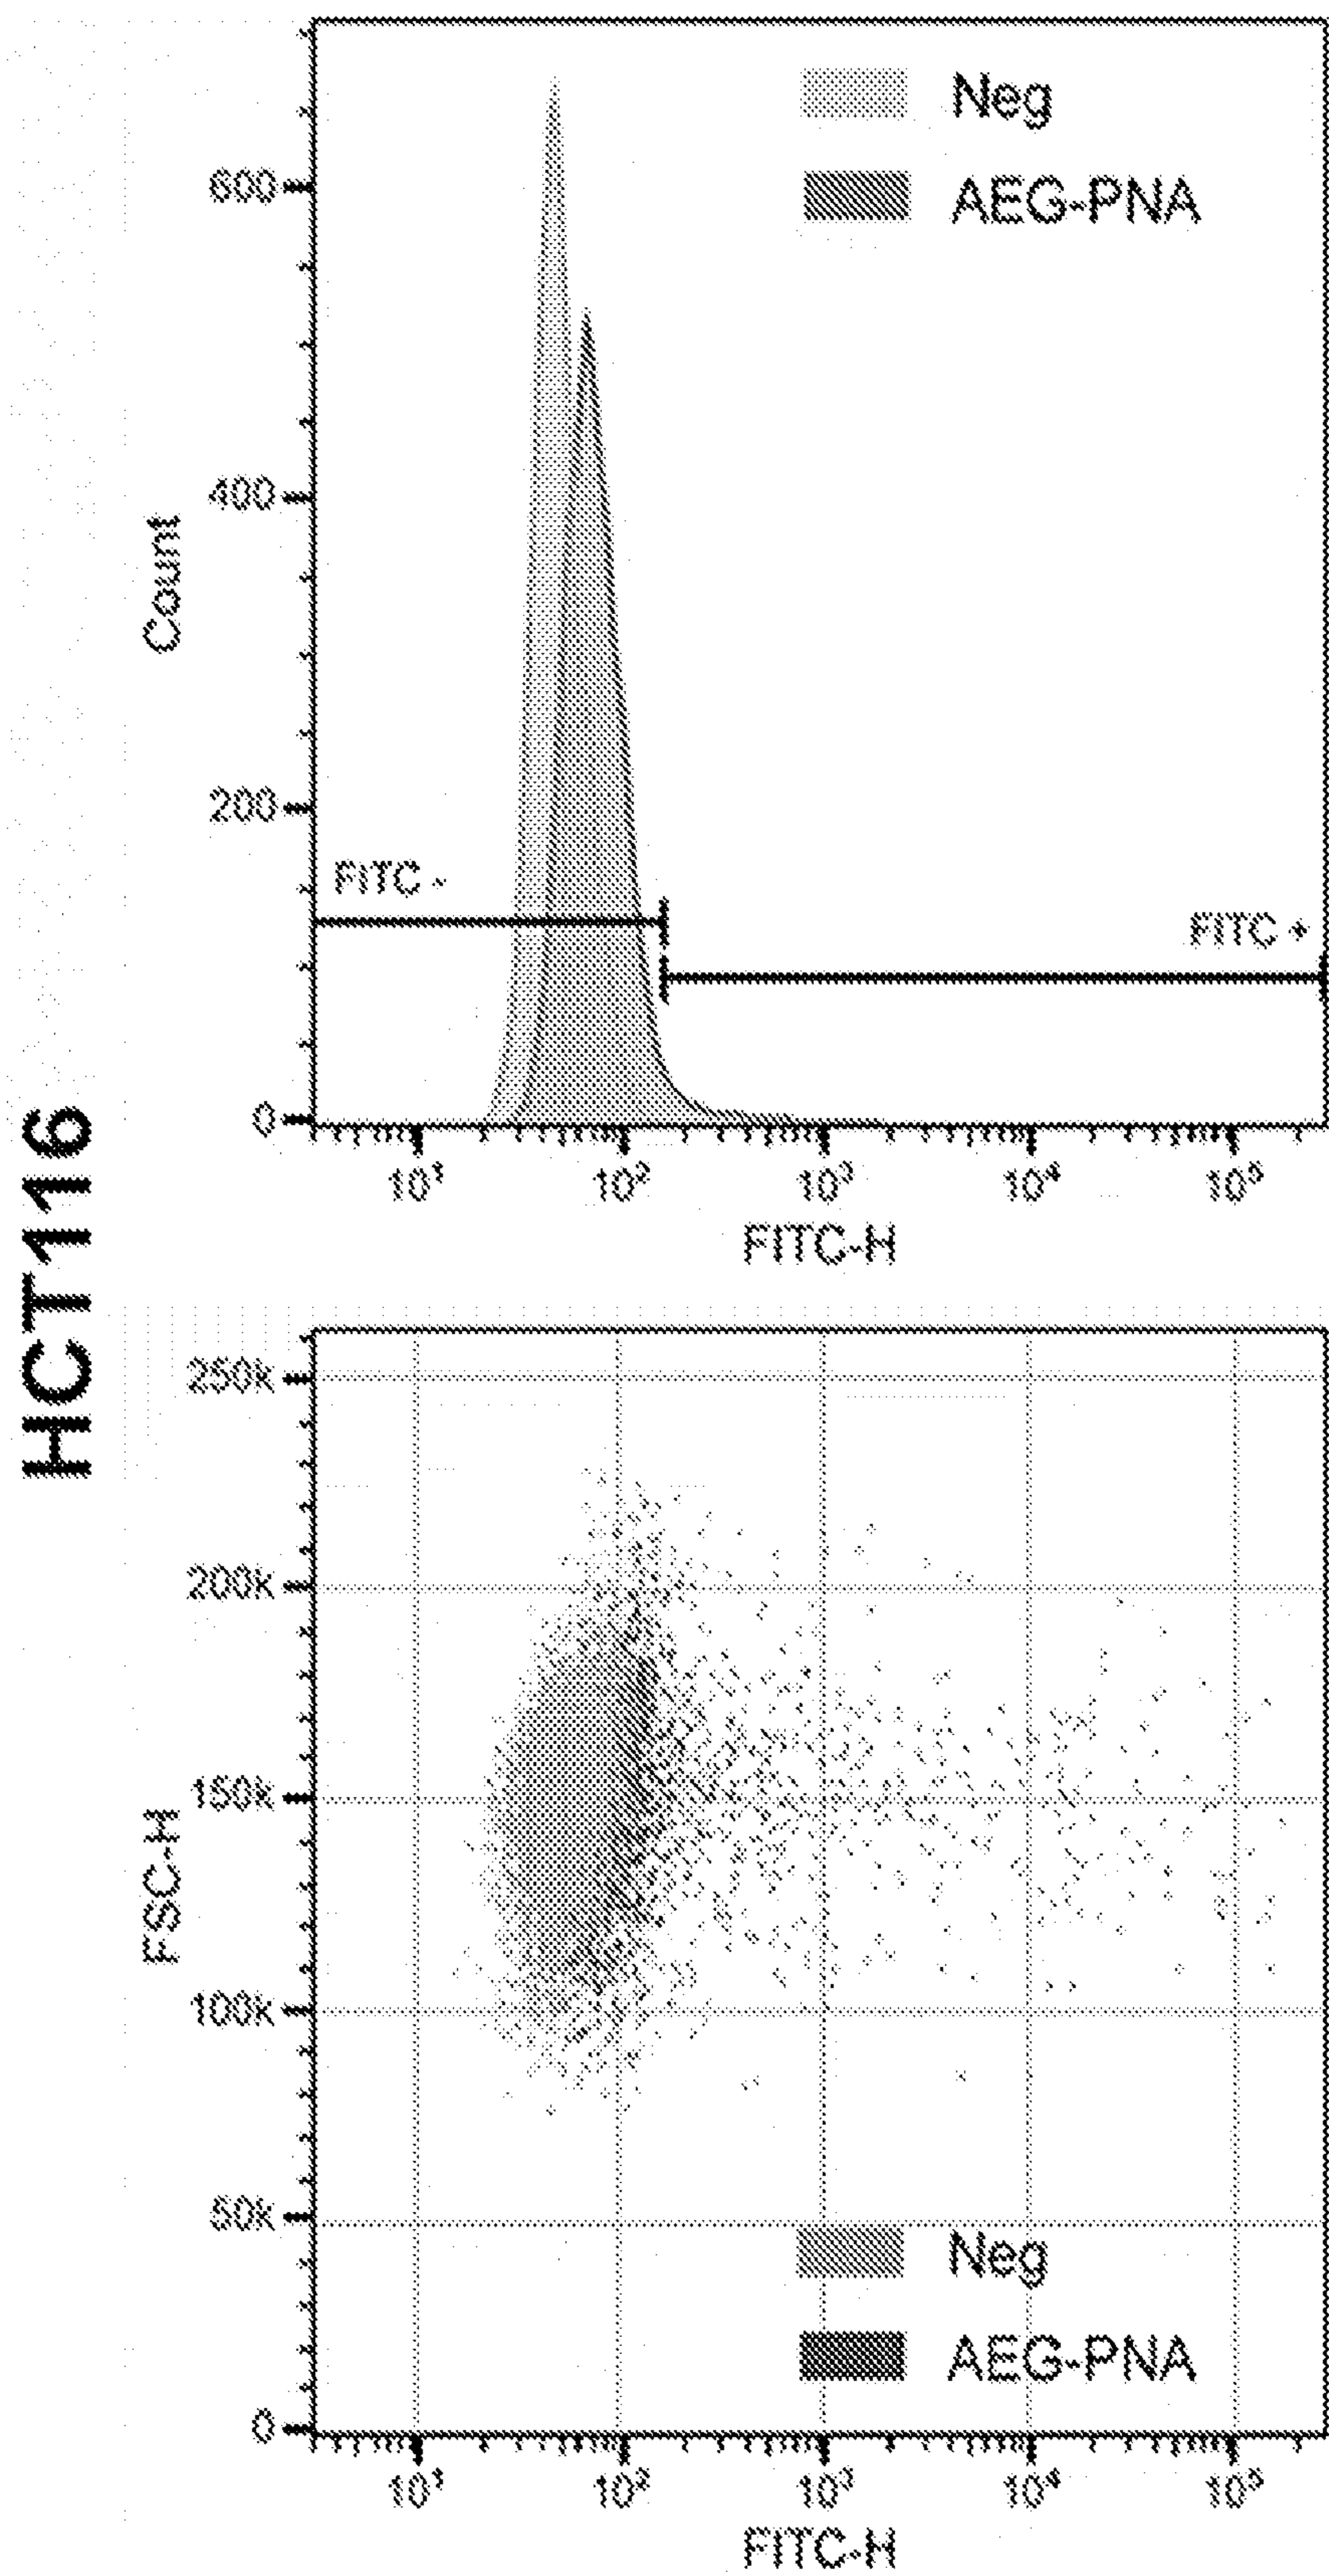 HCT116
Neg
AEG-PNA
600
400
200
0
Count
FITC -
FITC +
10¹ 10² 10³ 10⁴ 10⁵
FITC-H
250k
200k
150k
100k
50k
0
FSC-H
Neg
AEG-PNA
10¹ 10² 10³ 10⁴ 10⁵
FITC-H